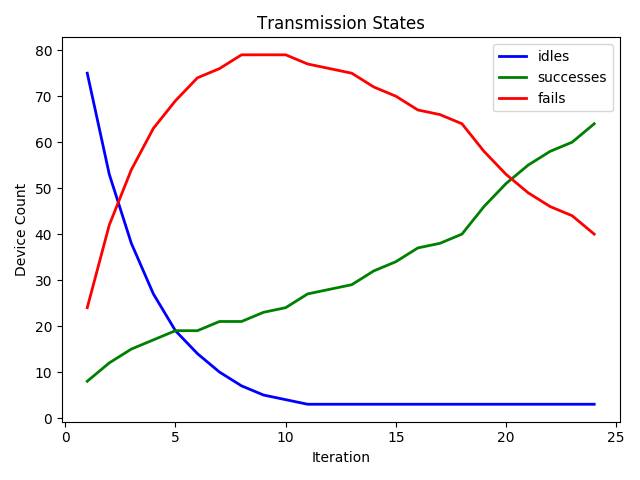 Transmission States
idles
successes
fails
Device Count
80
70
60
50
40
30
20
10
0
0 5 10 15 20 25
Iteration